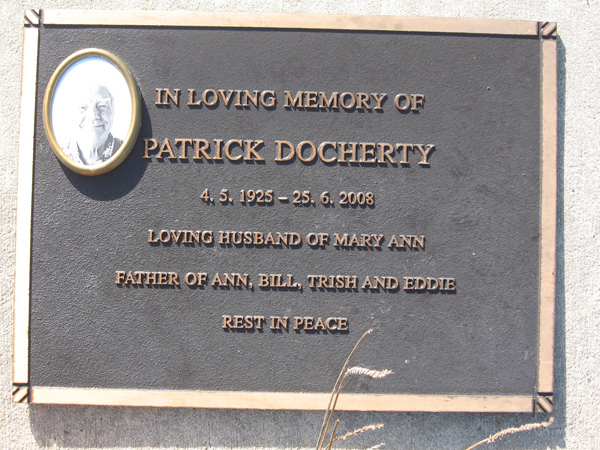 IN LOVING MEMORY OF
PATRICK DOCHERTY
4. 5. 1925 – 25. 6. 2008
LOVING HUSBAND OF MARY ANN
FATHER OF ANN, BILL, TRISH AND EDDIE
REST IN PEACE